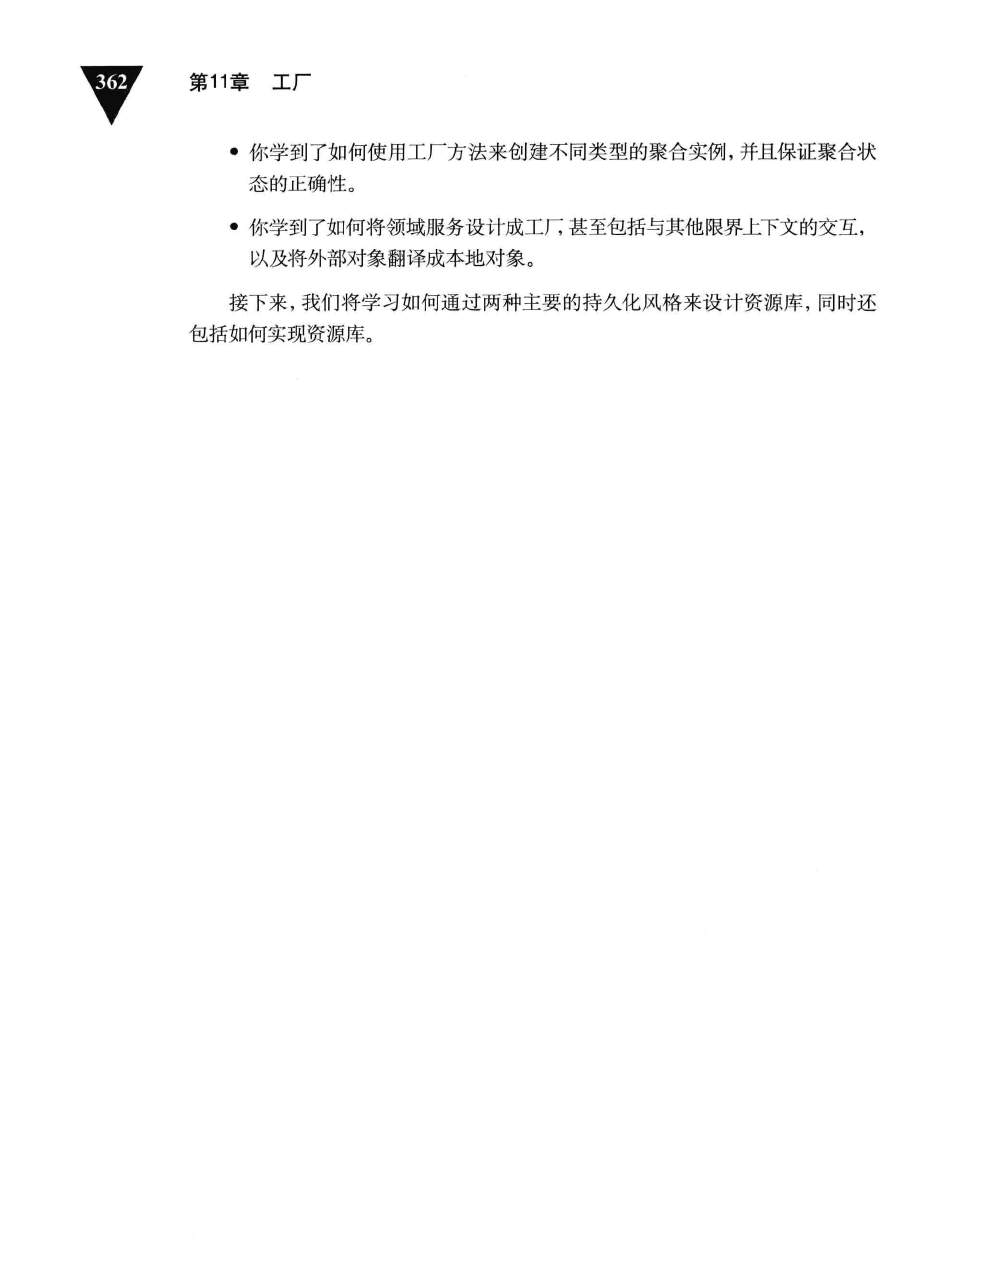 362 第11章 工厂
• 你学到了如何使用工厂方法来创建不同类型的聚合实例，并且保证聚合状
态的正确性。
• 你学到了如何将领域服务设计成工厂，甚至包括与其他限界上下文的交互，
以及将外部对象翻译成本地对象。
接下来，我们将学习如何通过两种主要的持久化风格来设计资源库，同时还
包括如何实现资源库。